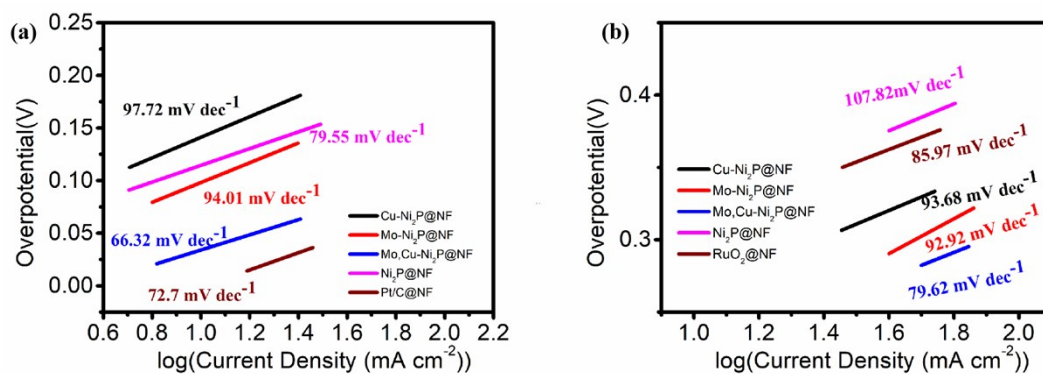 (a)
Overpotential(V)
0.25
0.20
0.15
0.10
0.05
0.00
97.72 mV dec⁻¹
79.55 mV dec⁻¹
94.01 mV dec⁻¹
66.32 mV dec⁻¹
72.7 mV dec⁻¹
Cu-Ni₂P@NF
Mo-Ni₂P@NF
Mo,Cu-Ni₂P@NF
Ni₂P@NF
Pt/C@NF
0.6 0.8 1.0 1.2 1.4 1.6 1.8 2.0 2.2
log(Current Density (mA cm⁻²)
(b)
Overpotential(V)
0.4
0.3
107.82mV dec⁻¹
85.97 mV dec⁻¹
93.68 mV dec⁻¹
92.92 mV dec⁻¹
79.62 mV dec⁻¹
Cu-Ni₂P@NF
Mo-Ni₂P@NF
Mo,Cu-Ni₂P@NF
Ni₂P@NF
RuO₂@NF
1.0 1.2 1.4 1.6 1.8 2.0
log(Current Density (mA cm⁻²)